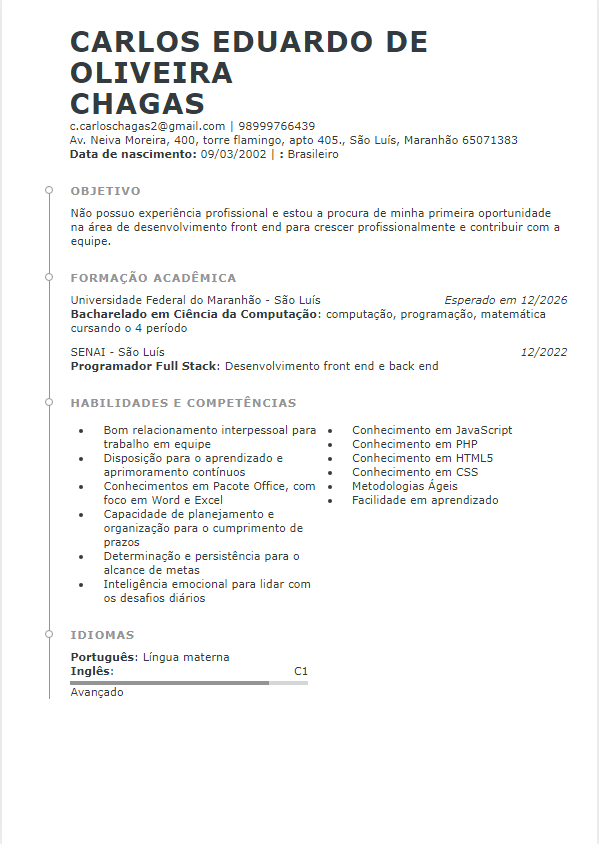 CARLOS EDUARDO DE
OLIVEIRA
CHAGAS
c.carloschagas2@gmail.com | 98999766439
Av. Neiva Moreira, 400, torre flamingo, apto 405., São Luís, Maranhão 65071383
Data de nascimento: 09/03/2002 | : Brasileiro
OBJETIVO
Não possuo experiência profissional e estou a procura de minha primeira oportunidade
na área de desenvolvimento front end para crescer profissionalmente e contribuir com a
equipe.
FORMAÇÃO ACADÊMICA
Universidade Federal do Maranhão - São Luís Esperado em 12/2026
Bacharelado em Ciência da Computação: computação, programação, matemática
cursando o 4 período
SENAI - São Luís 12/2022
Programador Full Stack: Desenvolvimento front end e back end
HABILIDADES E COMPETÊNCIAS
• Bom relacionamento interpessoal para
trabalho em equipe
• Disposição para o aprendizado e
aprimoramento contínuos
• Conhecimentos em Pacote Office, com
foco em Word e Excel
• Capacidade de planejamento e
organização para o cumprimento de
prazos
• Determinação e persistência para o
alcance de metas
• Inteligência emocional para lidar com
os desafios diários
• Conhecimento em JavaScript
• Conhecimento em PHP
• Conhecimento em HTML5
• Conhecimento em CSS
• Metodologias Ágeis
• Facilidade em aprendizado
IDIOMAS
Português: Língua materna
Inglês: C1
Avançado